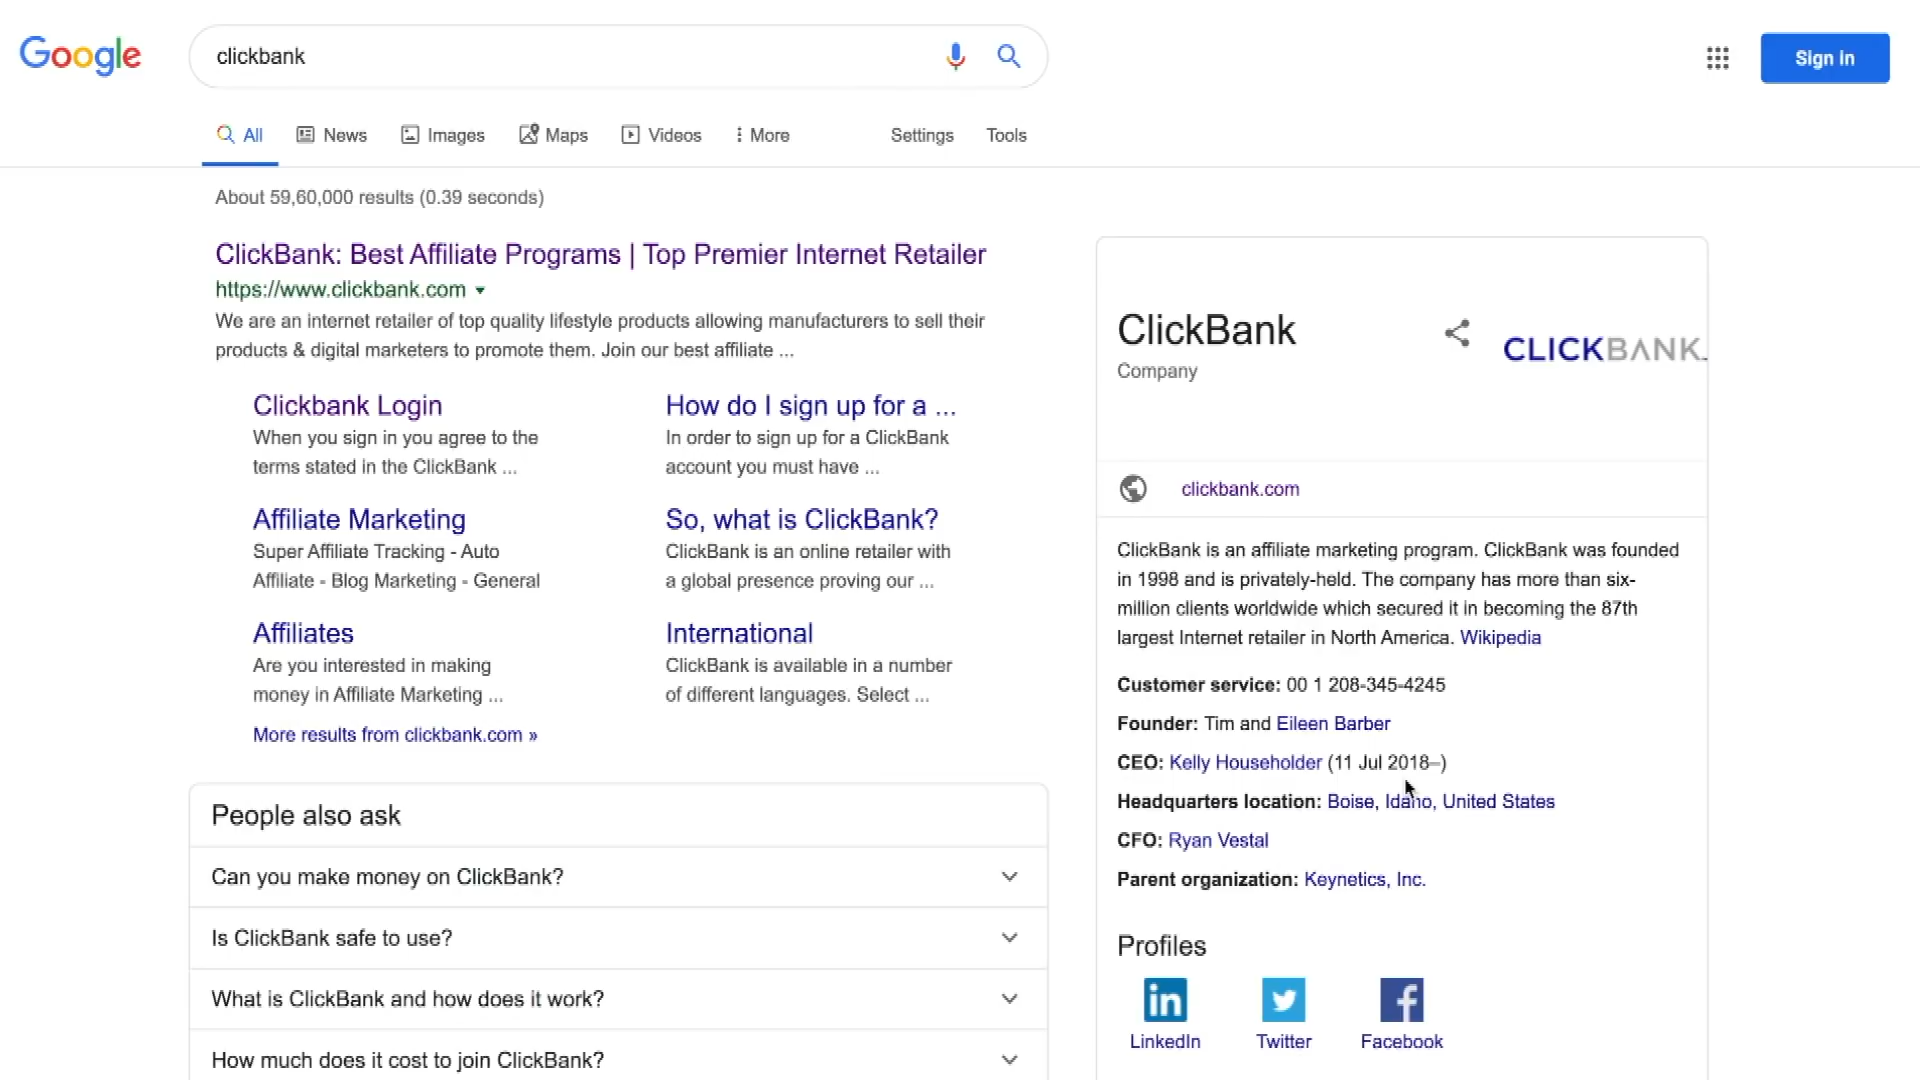 Google
clickbank
Sign in
All
News
Images
Maps
Videos
More
Settings
Tools
About 59,60,000 results (0.39 seconds)
ClickBank: Best Affiliate Programs | Top Premier Internet Retailer
https://www.clickbank.com
We are an internet retailer of top quality lifestyle products allowing manufacturers to sell their
products & digital marketers to promote them. Join our best affiliate ...
Clickbank Login
When you sign in you agree to the
terms stated in the ClickBank ...
How do I sign up for a ...
In order to sign up for a ClickBank
account you must have ...
Affiliate Marketing
Super Affiliate Tracking - Auto
Affiliate - Blog Marketing - General
So, what is ClickBank?
ClickBank is an online retailer with
a global presence proving our ...
Affiliates
Are you interested in making
money in Affiliate Marketing ...
International
ClickBank is available in a number
of different languages. Select ...
More results from clickbank.com »
People also ask
Can you make money on ClickBank?
Is ClickBank safe to use?
What is ClickBank and how does it work?
How much does it cost to join ClickBank?
ClickBank
Company
CLICKBANK.
clickbank.com
ClickBank is an affiliate marketing program. ClickBank was founded
in 1998 and is privately-held. The company has more than six-
million clients worldwide which secured it in becoming the 87th
largest Internet retailer in North America. Wikipedia
Customer service: 00 1 208-345-4245
Founder: Tim and Eileen Barber
CEO: Kelly Householder (11 Jul 2018–)
Headquarters location: Boise, Idaho, United States
CFO: Ryan Vestal
Parent organization: Keynetics, Inc.
Profiles
in
LinkedIn
Twitter
f
Facebook